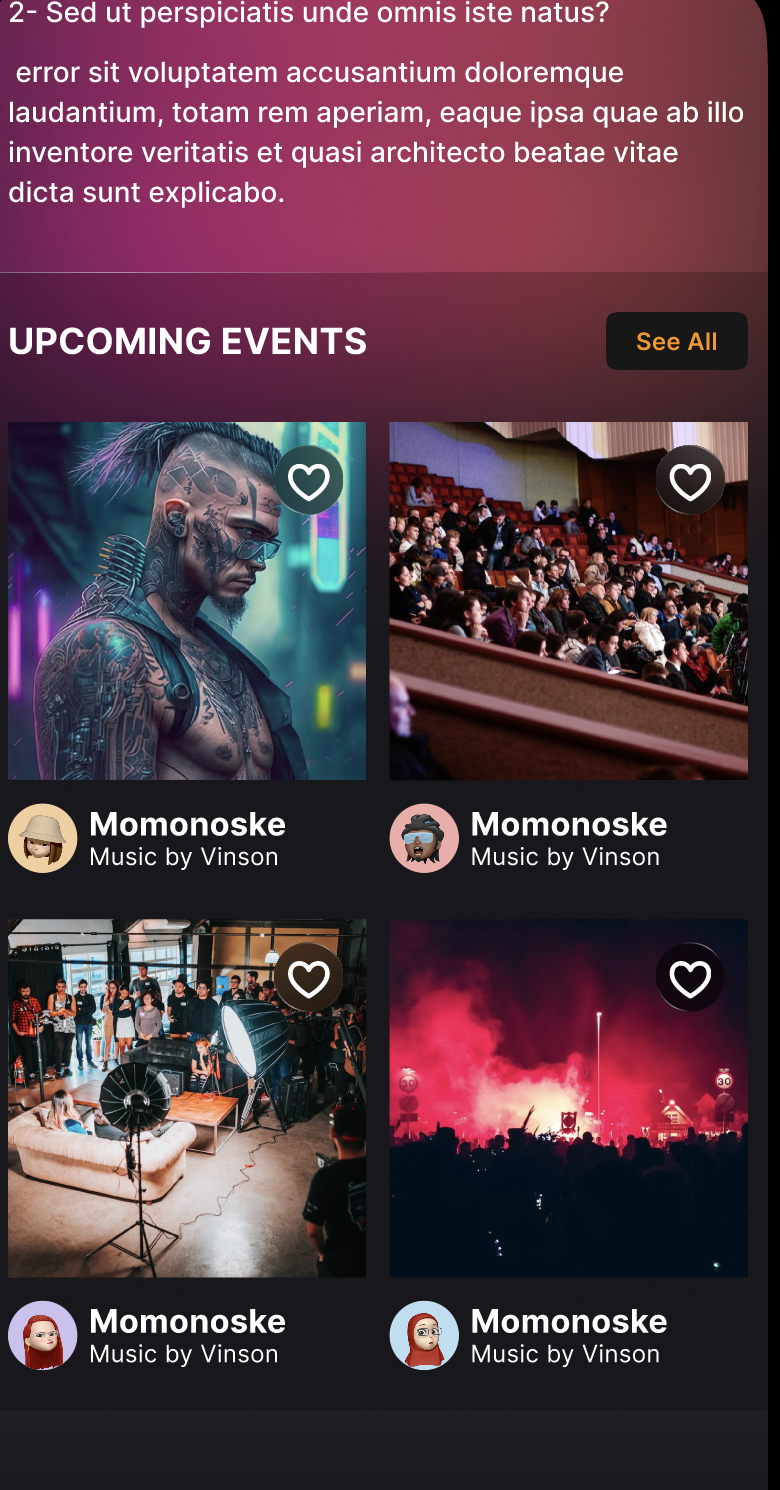 2- Sed ut perspiciatis unde omnis iste natus?
error sit voluptatem accusantium doloremque
laudantium, totam rem aperiam, eaque ipsa quae ab illo
inventore veritatis et quasi architecto beatae vitae
dicta sunt explicabo.
UPCOMING EVENTS
See All
Momonoske
Music by Vinson
Momonoske
Music by Vinson
30
30
Momonoske
Music by Vinson
Momonoske
Music by Vinson